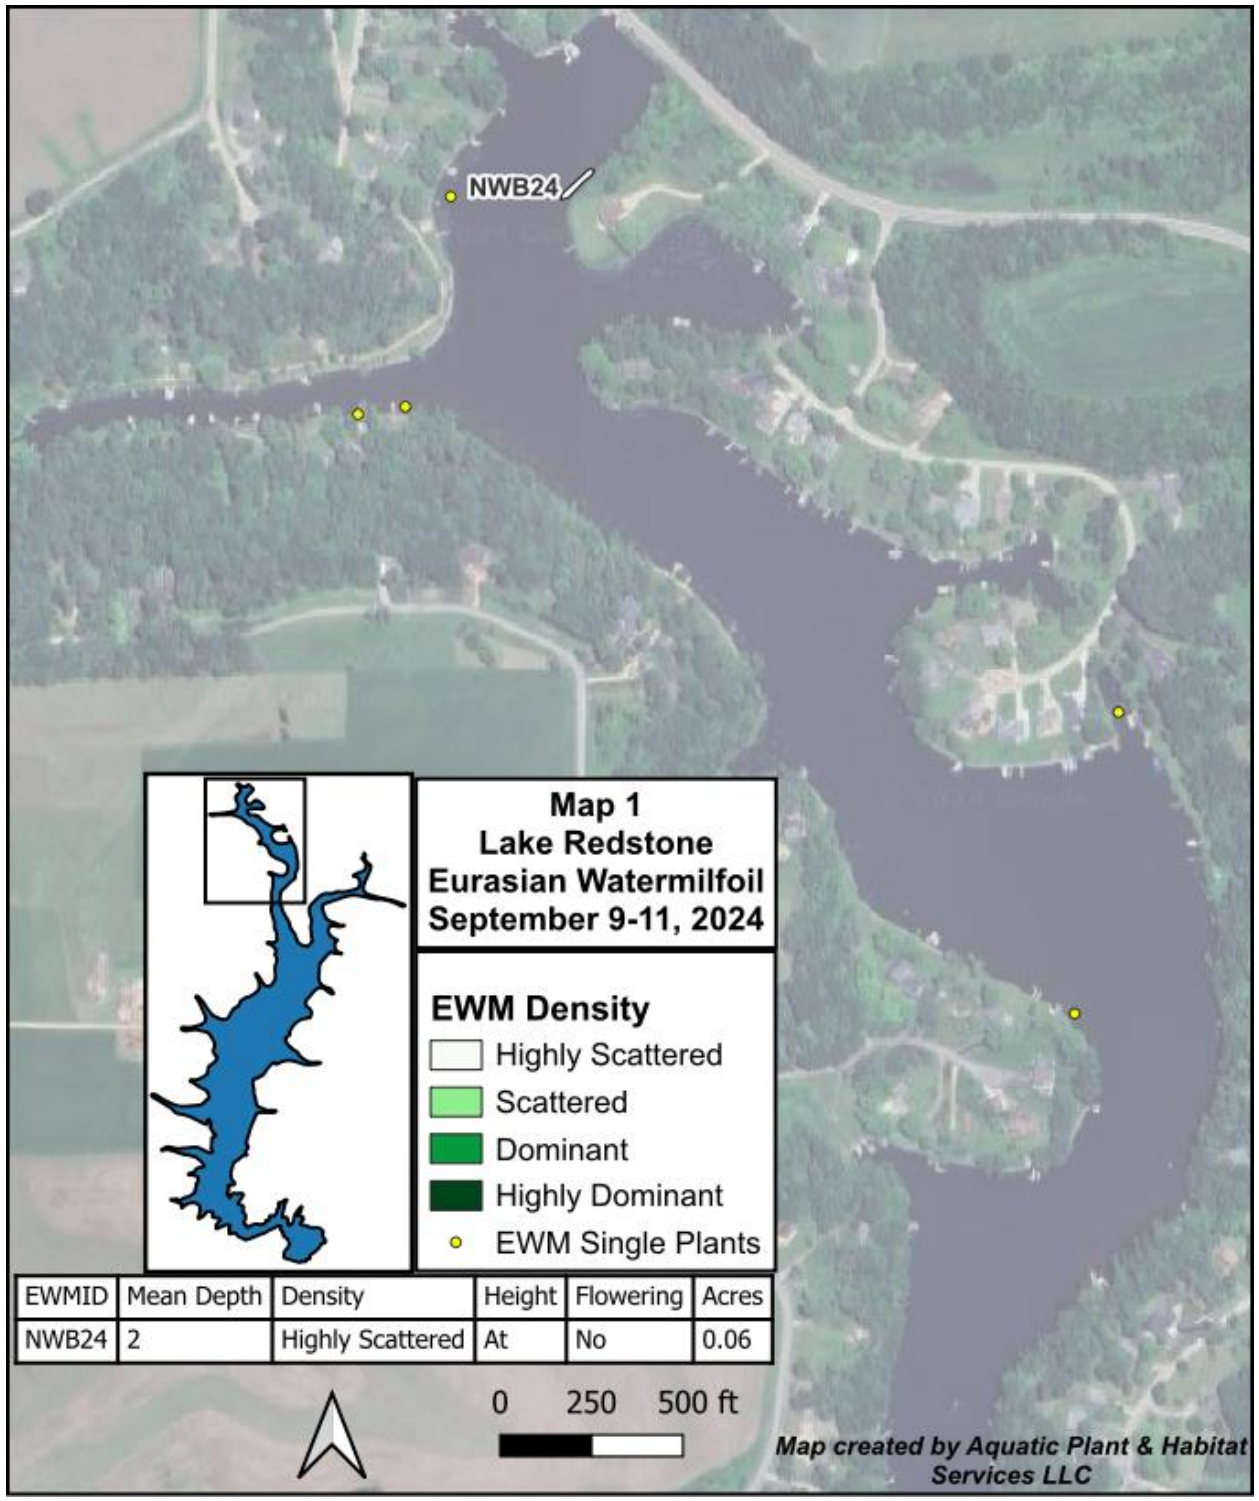 NWB24
Map 1
Lake Redstone
Eurasian Watermilfoil
September 9-11, 2024
EWM Density
Highly Scattered
Scattered
Dominant
Highly Dominant
EWM Single Plants
EWMID Mean Depth Density Height Flowering Acres
NWB24 2 Highly Scattered At No 0.06
0 250 500 ft
Map created by Aquatic Plant & Habitat
Services LLC